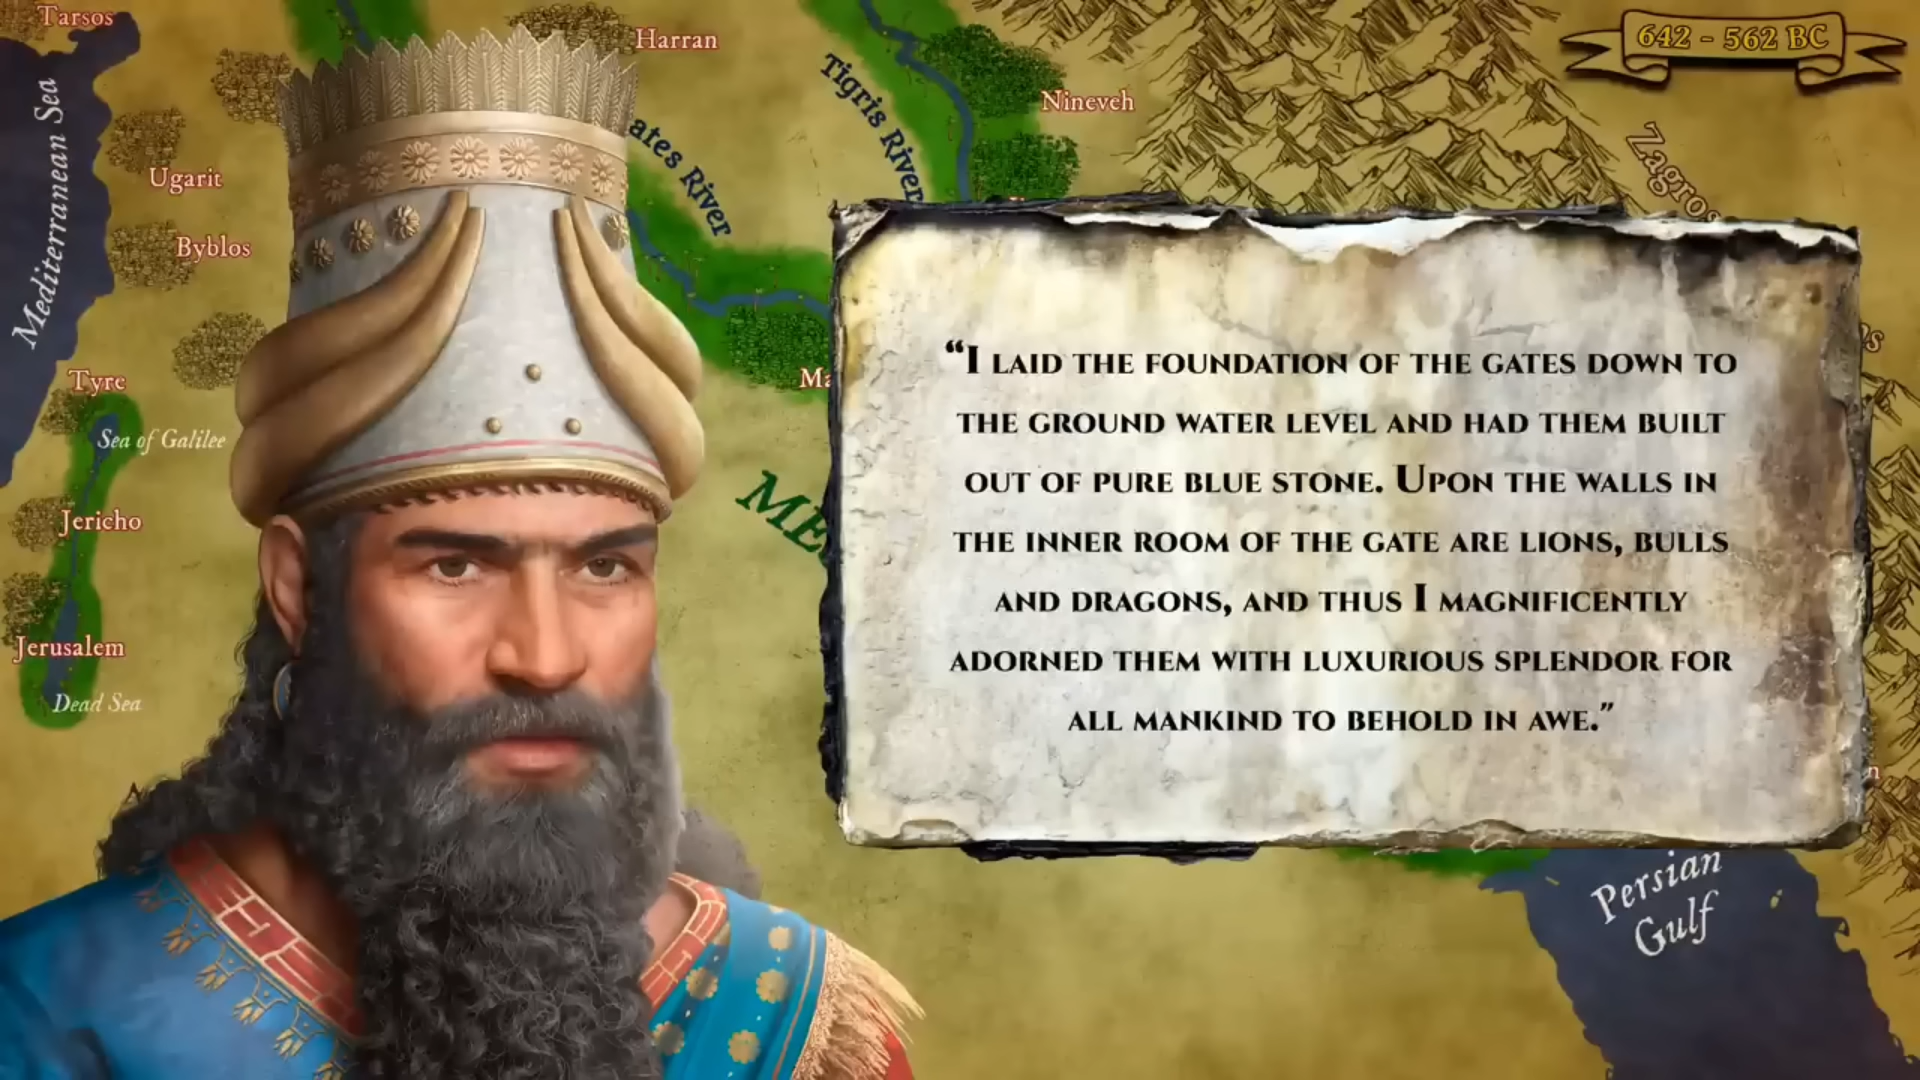 Tarsos
Harran
642 - 562 BC
Mediterranean Sea
Tigris River
Nineveh
Zagros
Ugarit
ates River
Byblos
Tyre
Sea of Galilee
Jericho
Jerusalem
Dead Sea
“I LAID THE FOUNDATION OF THE GATES DOWN TO
THE GROUND WATER LEVEL AND HAD THEM BUILT
OUT OF PURE BLUE STONE. UPON THE WALLS IN
THE INNER ROOM OF THE GATE ARE LIONS, BULLS
AND DRAGONS, AND THUS I MAGNIFICENTLY
ADORNED THEM WITH LUXURIOUS SPLENDOR FOR
ALL MANKIND TO BEHOLD IN AWE.”
Persian
Gulf